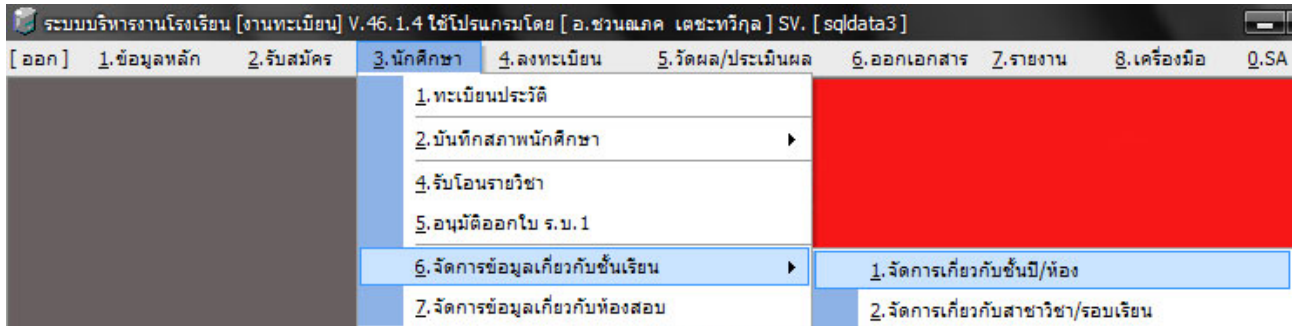 ระบบบริหารงานโรงเรียน [งานทะเบียน] V.46.1.4 ใช้โปรแกรมโดย [ อ.ชวนณภค เตชะทวีกุล ] SV. [ sqldata3 ]
[ ออก ] 1.ข้อมูลหลัก 2.รับสมัคร 3.นักศึกษา 4.ลงทะเบียน 5.วัดผล/ประเมินผล 6.ออกเอกสาร 7.รายงาน 8.เครื่องมือ 0.SA
1.ทะเบียนประวัติ
2.บันทึกสภาพนักศึกษา
4.รับโอนรายวิชา
5.อนุมัติออกใบ ร.บ.1
6.จัดการข้อมูลเกี่ยวกับชั้นเรียน
1.จัดการเกี่ยวกับชั้นปี/ห้อง
7.จัดการข้อมูลเกี่ยวกับห้องสอบ
2.จัดการเกี่ยวกับสาขาวิชา/รอบเรียน